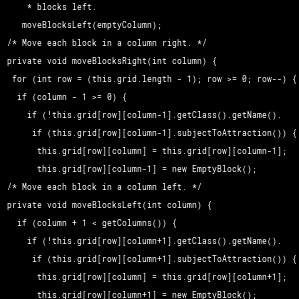 * blocks left.
moveBlocksLeft(emptyColumn);
/* Move each block in a column right. */
private void moveBlocksRight(int column) {
for (int row = (this.grid.length - 1); row >= 0; row--) {
if (column - 1 >= 0) {
if (!this.grid[row][column-1].getClass().getName().
if (this.grid[row][column-1].subjectToAttraction()) {
this.grid[row][column] = this.grid[row][column-1];
this.grid[row][column-1] = new EmptyBlock();
/* Move each block in a column left. */
private void moveBlocksLeft(int column) {
if (column + 1 < getColumns()) {
if (!this.grid[row][column+1].getClass().getName().
if (this.grid[row][column+1].subjectToAttraction()) {
this.grid[row][column] = this.grid[row][column+1];
this.grid[row][column+1] = new EmptyBlock();